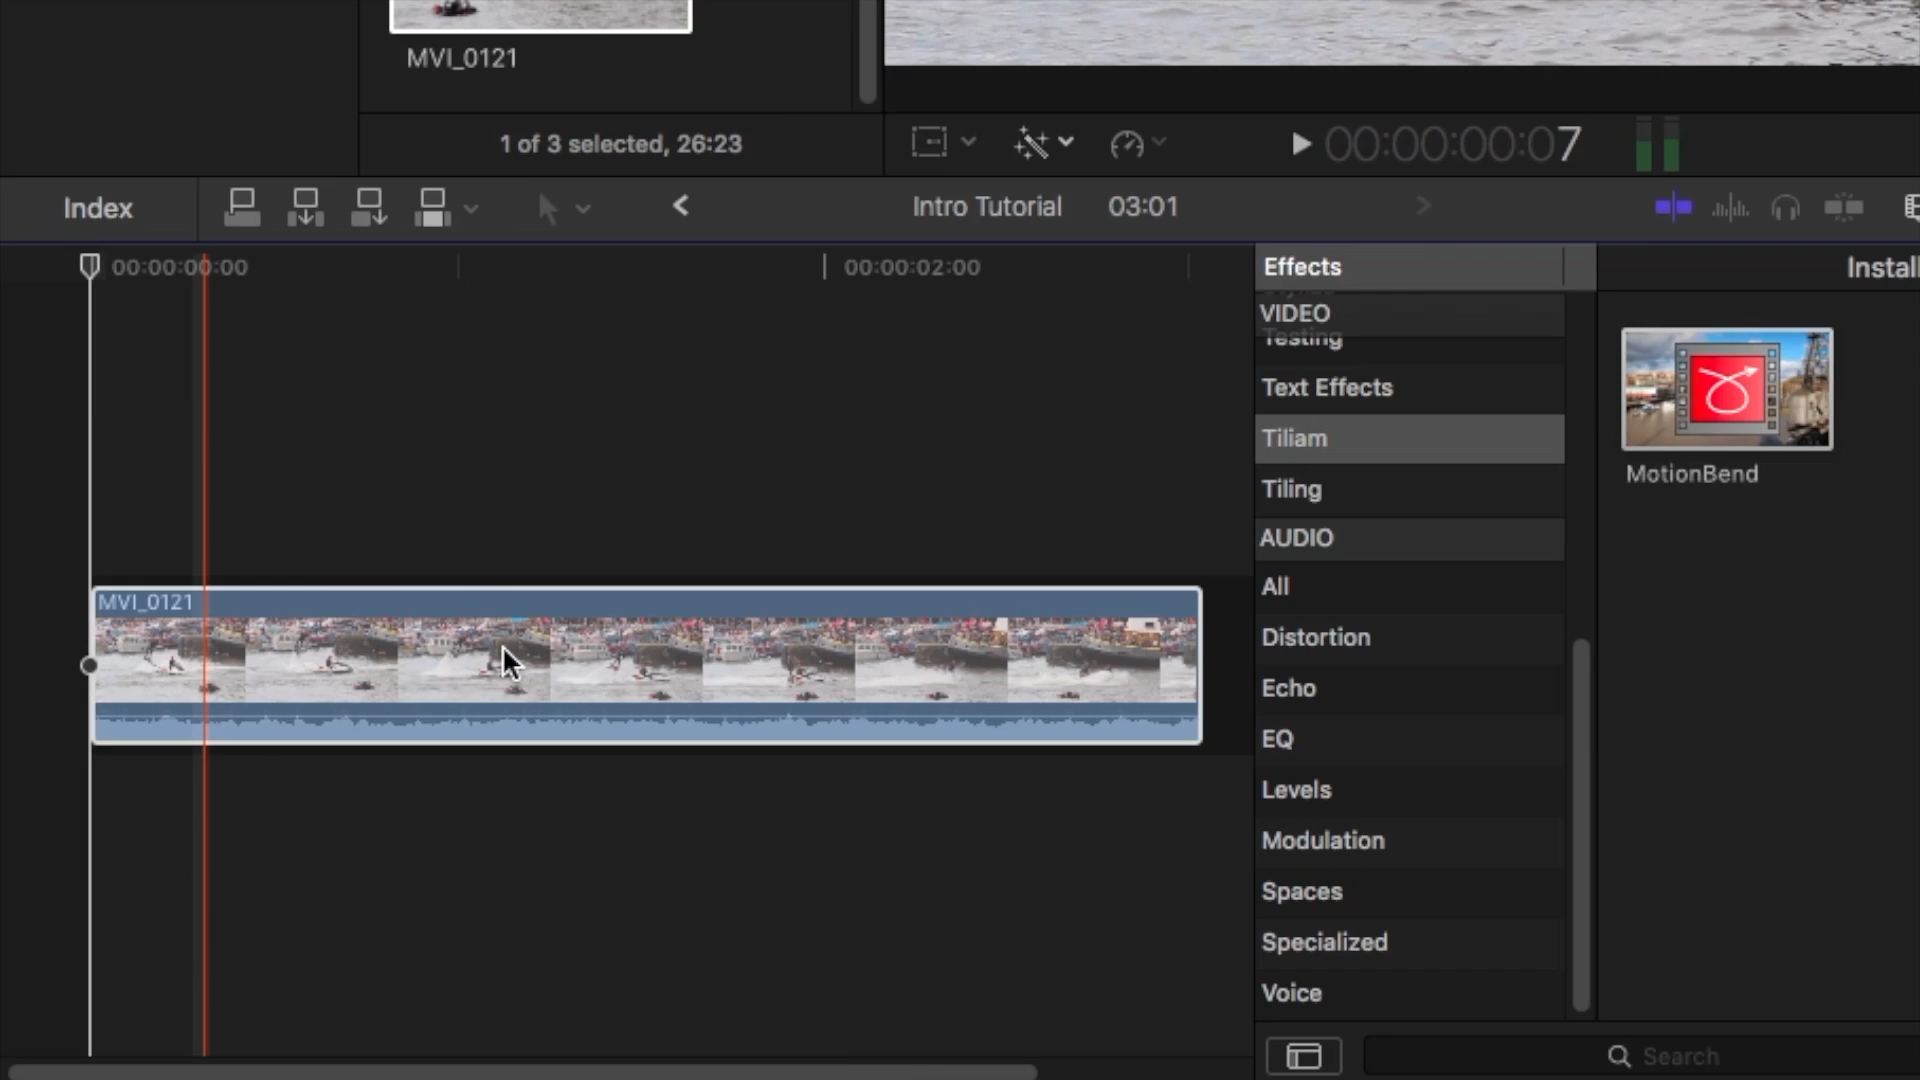 MVI_0121
1 of 3 selected, 26:23
00:00:00:07
Index
Intro Tutorial
03:01
00:00:00:00
00:00:02:00
Effects
Install
VIDEO
Testing
Text Effects
Tiliam
Tiling
MotionBend
AUDIO
All
Distortion
Echo
EQ
Levels
Modulation
Spaces
Specialized
Voice
MVI_0121
Search